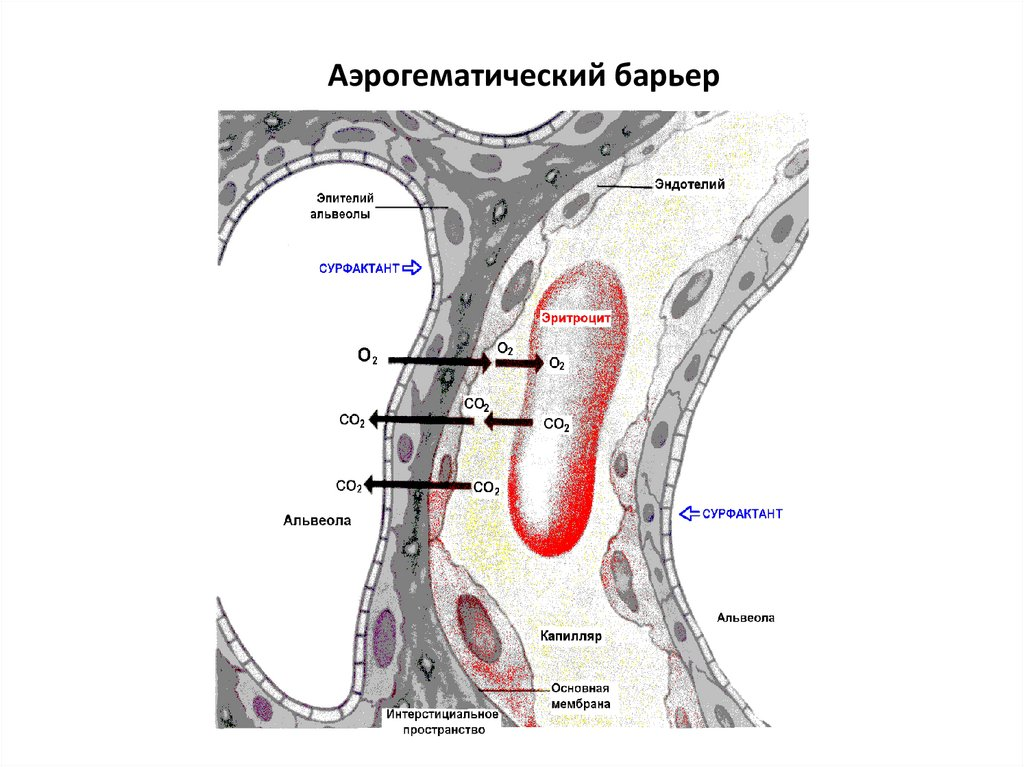 Аэрогематический барьер
Эндотелий
Эпителий
альвеолы
СУРФАКТАНТ
Эритроцит
O₂
O₂
O₂
CO₂
CO₂
CO₂
CO₂
CO₂
Альвеола
СУРФАКТАНТ
Альвеола
Капилляр
Основная
мембрана
Интерстициальное
пространство